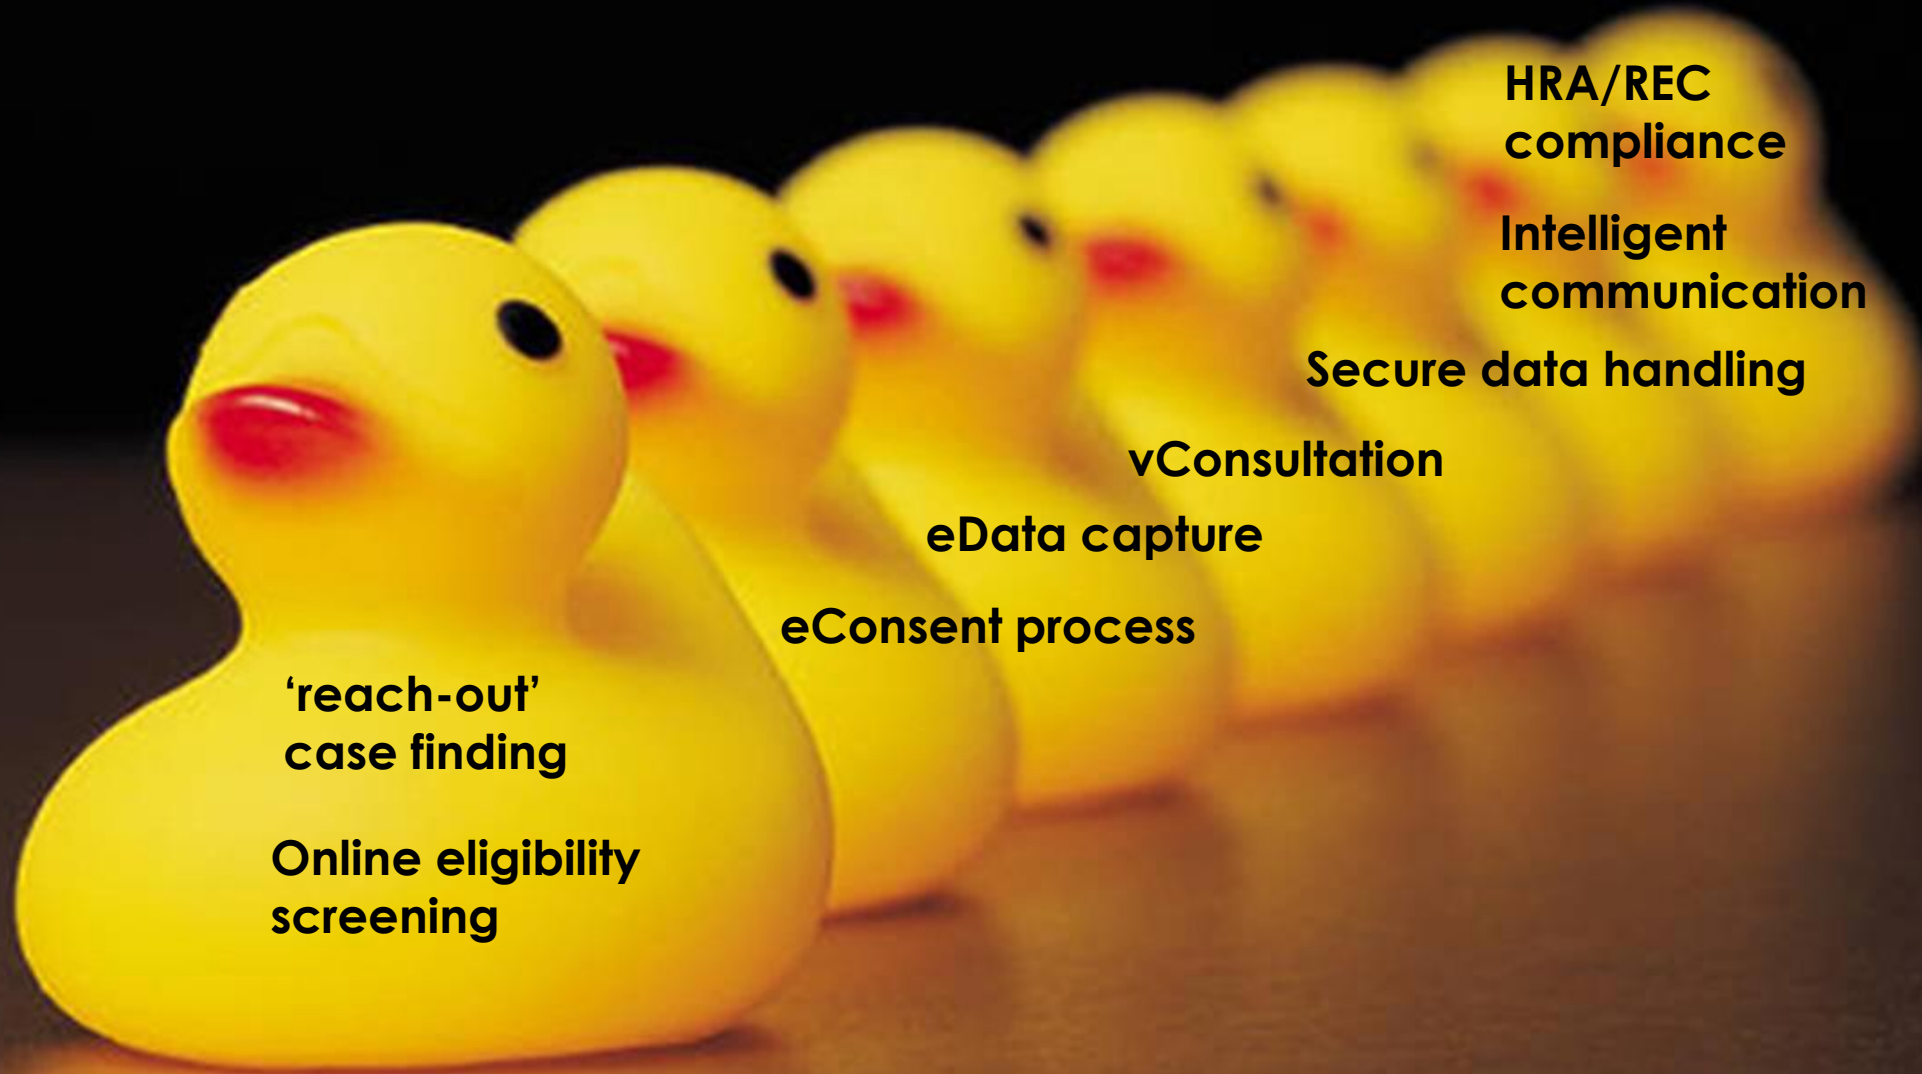 HRA/REC
compliance
Intelligent
communication
Secure data handling
vConsultation
eData capture
eConsent process
‘reach-out’
case finding
Online eligibility
screening